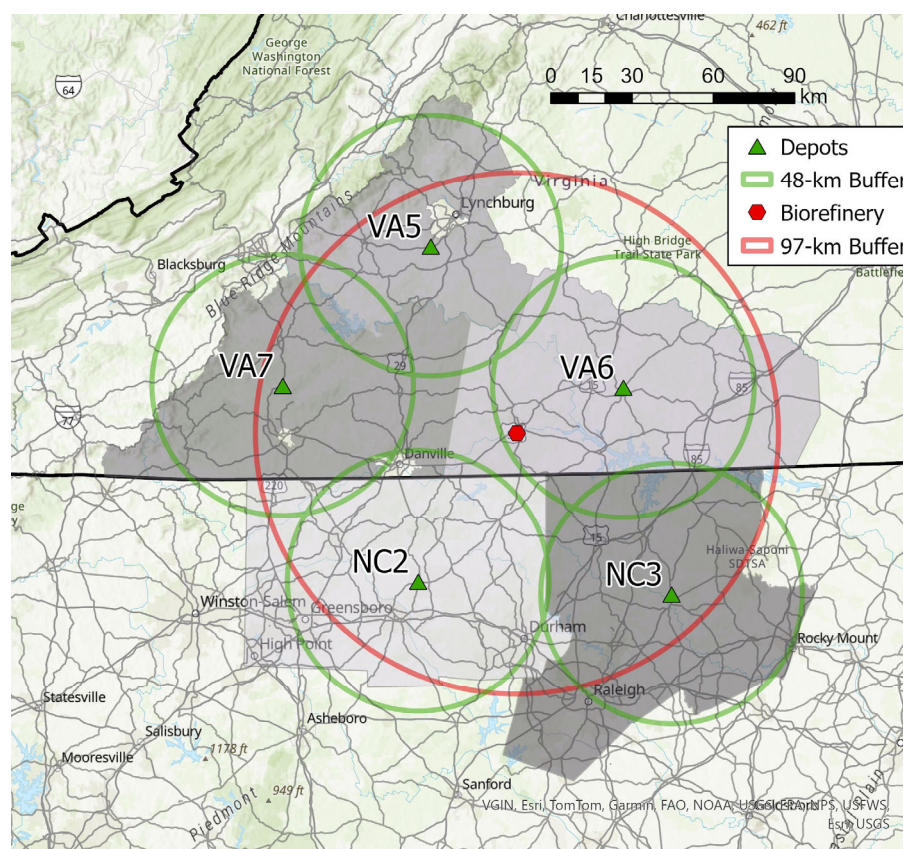 Charlottesville
462 ft
George
Washington
National Forest
64
0 15 30 60 90
km
Depots
48-km Buffer
Biorefinery
97-km Buffer
Virginia
Lynchburg
VA5
High Bridge
Trail State Park
Blacksburg
Blue Ridge Mountains
Battlefie
VA7
29
VA6
15
85
77
Danville
85
220
15
NC2
NC3
Haliwa-Saponi
SDTSA
Winston-Salem
Greensboro
Durham
High Point
Rocky Mount
Statesville
Raleigh
Asheboro
Salisbury
1178 ft
Mooresville
Sanford
949 ft
Piedmont
VGIN, Esri, TomTom, Garmin, FAO, NOAA, USGS, EPA, NPS, USFWS,
Esri, USGS
Goldsboro